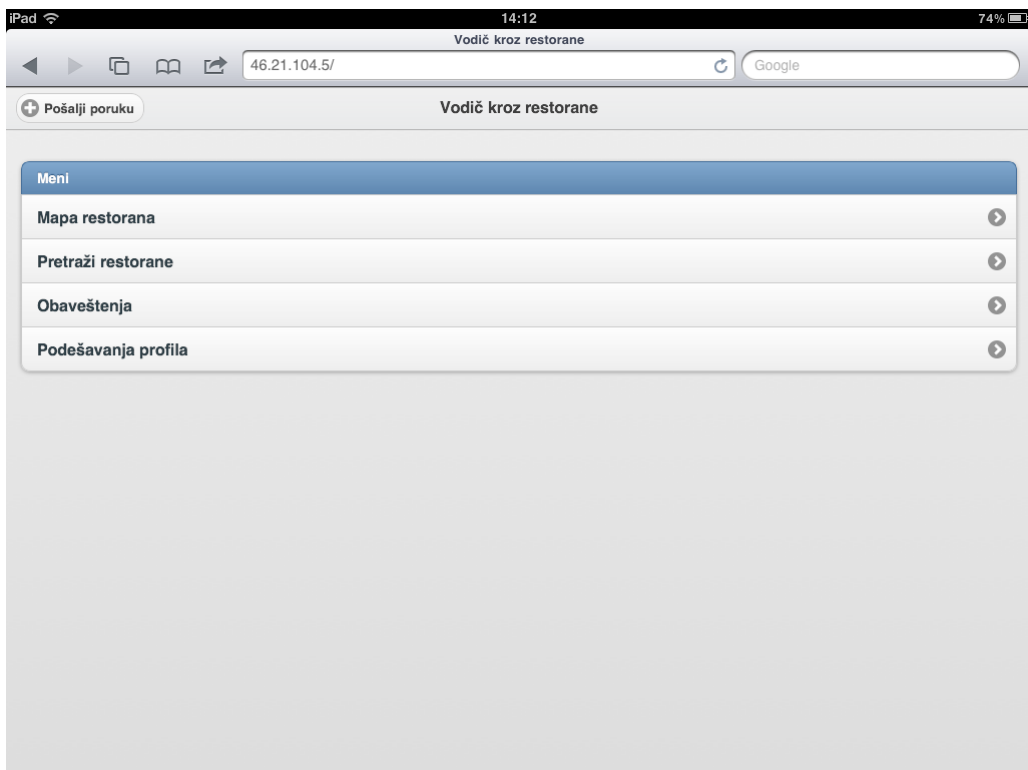 iPad 14:12 74%
Vodič kroz restorane
46.21.104.5/ Google
Pošalji poruku Vodič kroz restorane
Meni
Mapa restorana
Pretraži restorane
Obaveštenja
Podešavanja profila